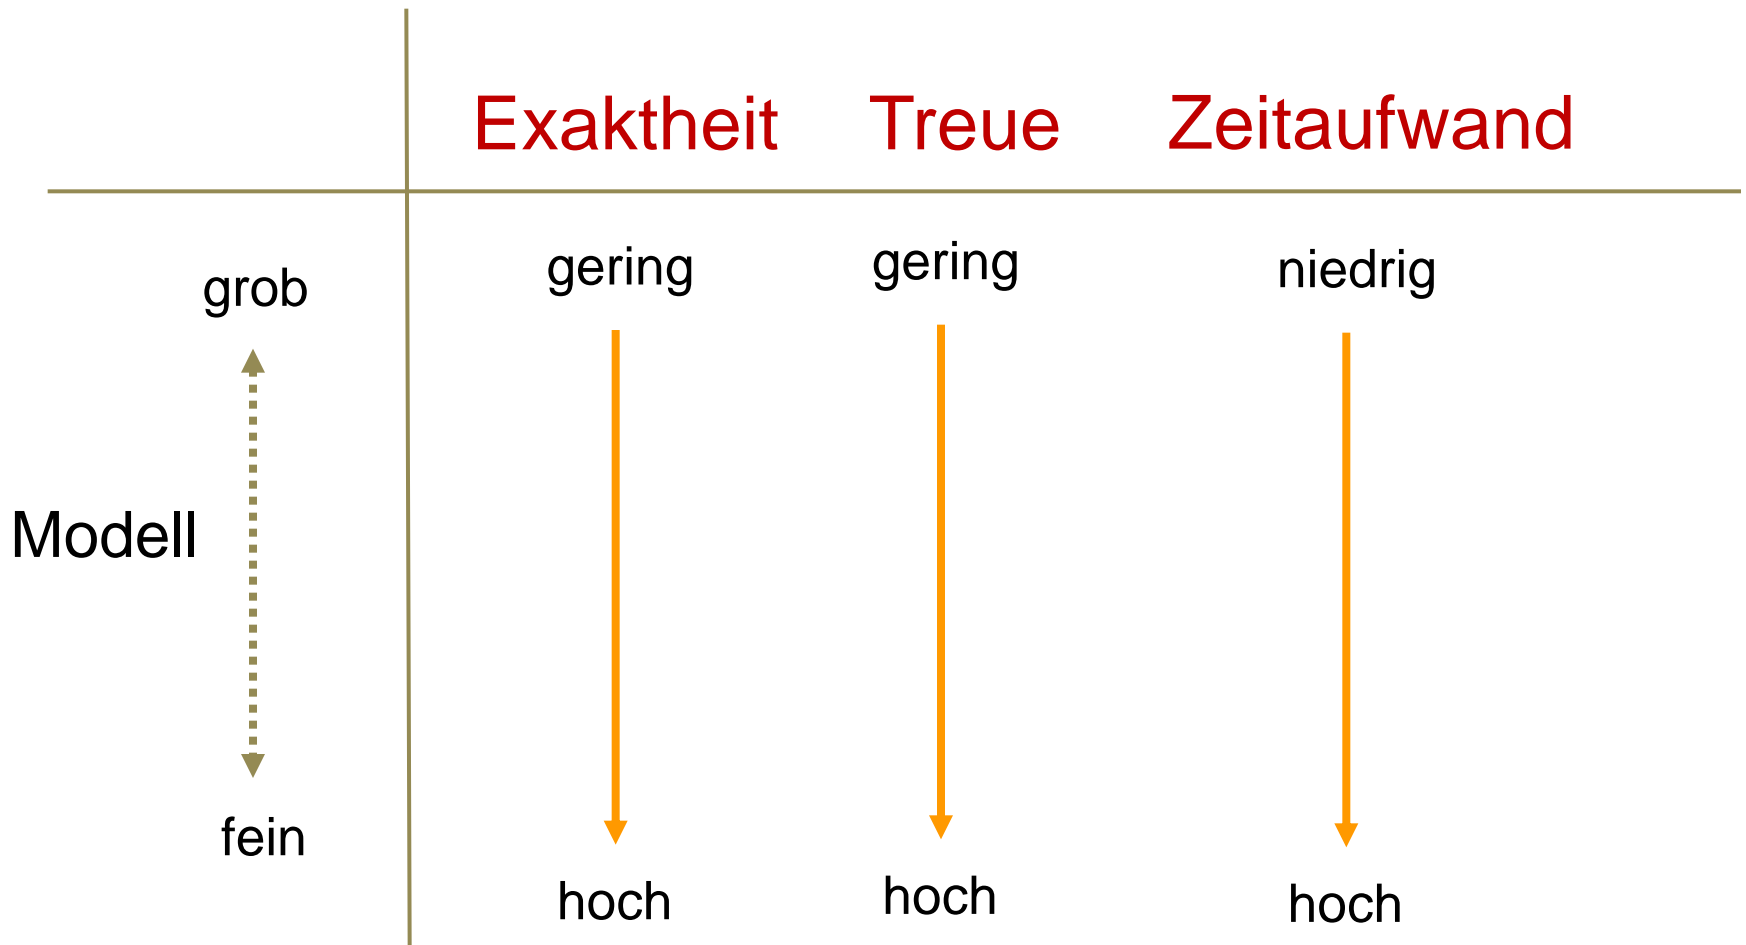 Exaktheit Treue Zeitaufwand
grob gering gering niedrig
Modell
fein hoch hoch hoch